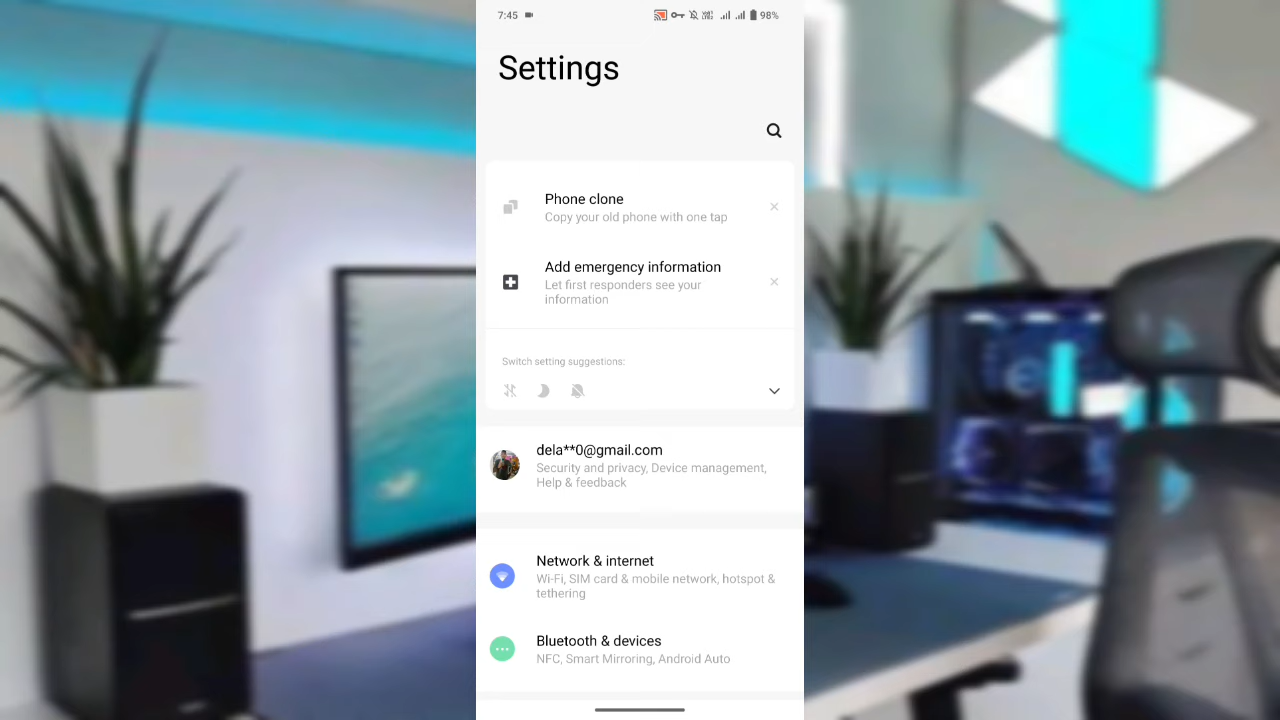 7:45 98%
Settings
Phone clone
Copy your old phone with one tap
Add emergency information
Let first responders see your
information
Switch setting suggestions:
dela**0@gmail.com
Security and privacy, Device management,
Help & feedback
Network & internet
Wi-Fi, SIM card & mobile network, hotspot &
tethering
Bluetooth & devices
NFC, Smart Mirroring, Android Auto